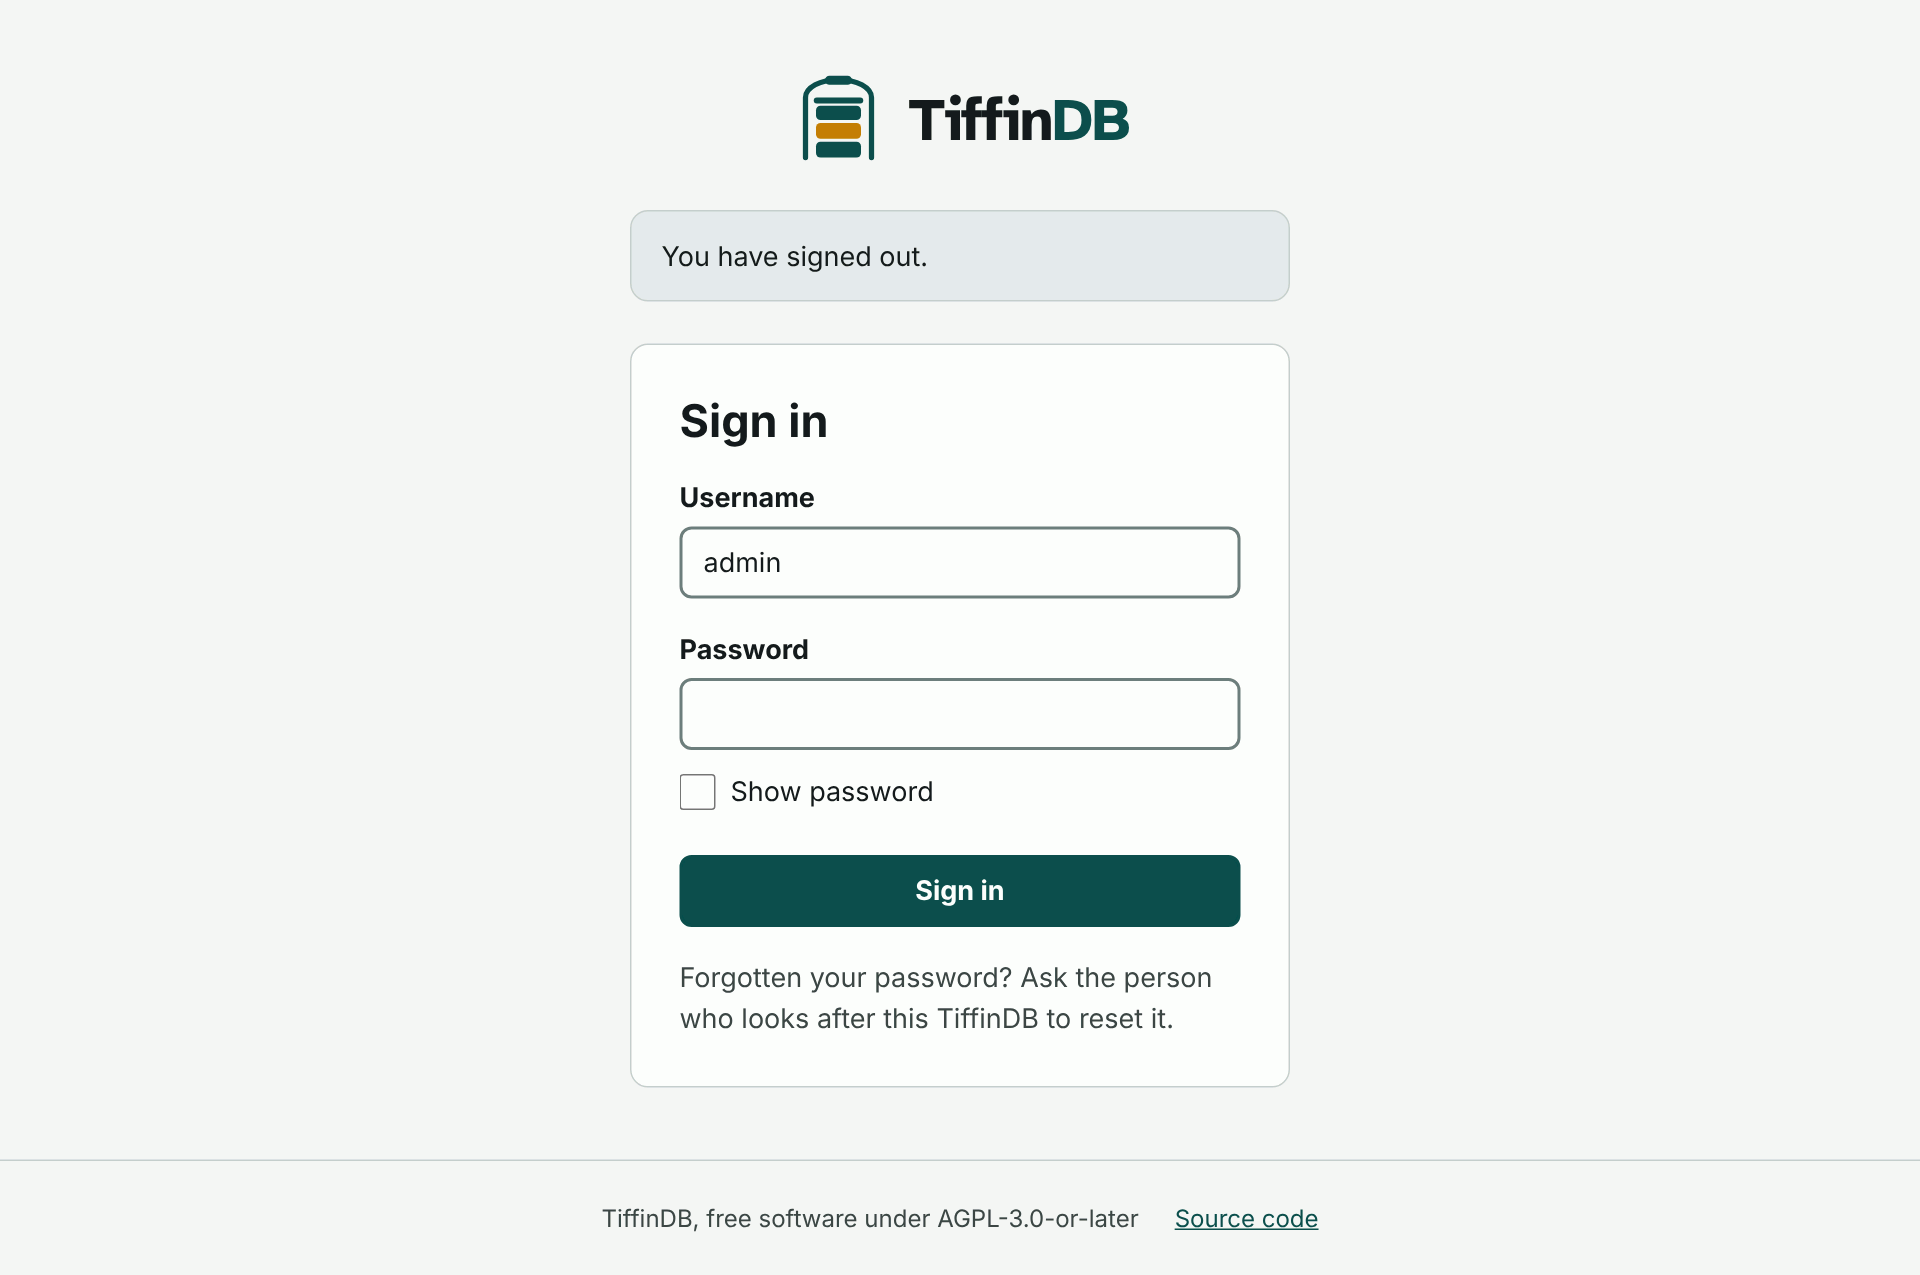 TiffinDB
You have signed out.
Sign in
Username
admin
Password
Show password
Sign in
Forgotten your password? Ask the person
who looks after this TiffinDB to reset it.
TiffinDB, free software under AGPL-3.0-or-later Source code